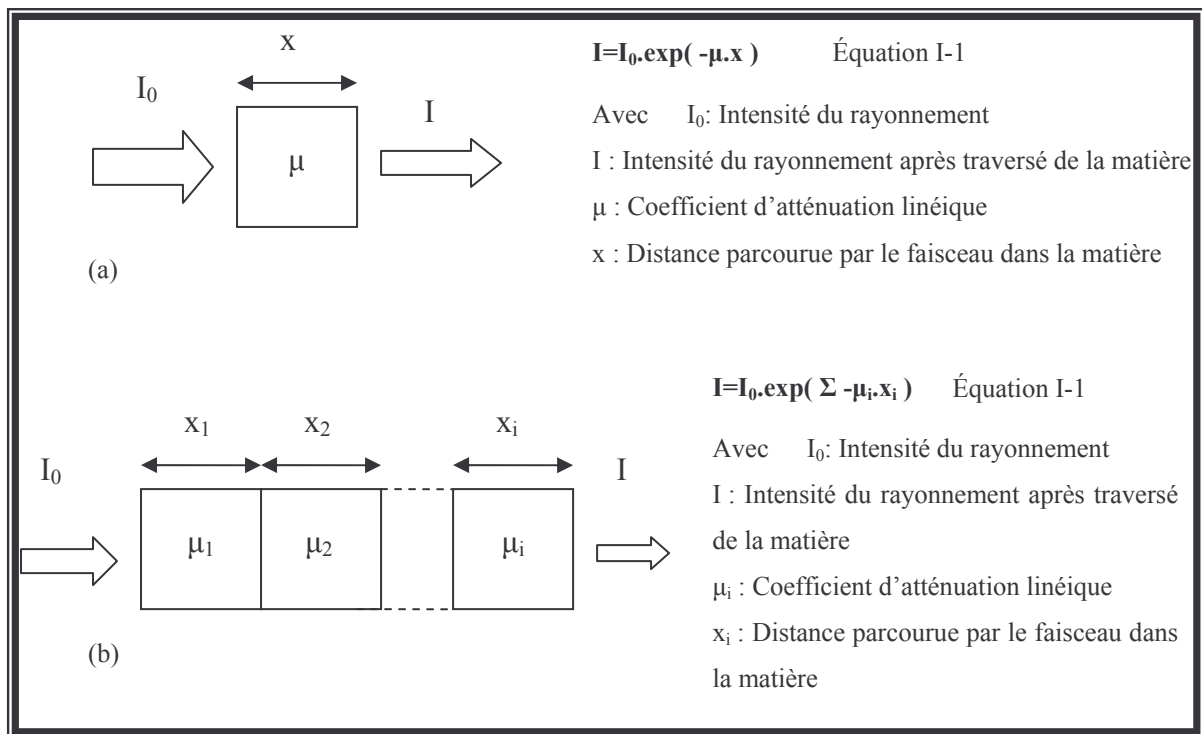 x
I₀
I
μ
(a)
I=I₀.exp( -μ.x ) Équation I-1
Avec I₀: Intensité du rayonnement
I : Intensité du rayonnement après traversé de la matière
μ : Coefficient d'atténuation linéique
x : Distance parcourue par le faisceau dans la matière
x₁ x₂ xᵢ
I₀ I
μ₁ μ₂ μᵢ
(b)
I=I₀.exp( Σ -μᵢ.xᵢ ) Équation I-1
Avec I₀: Intensité du rayonnement
I : Intensité du rayonnement après traversé
de la matière
μᵢ : Coefficient d'atténuation linéique
xᵢ : Distance parcourue par le faisceau dans
la matière